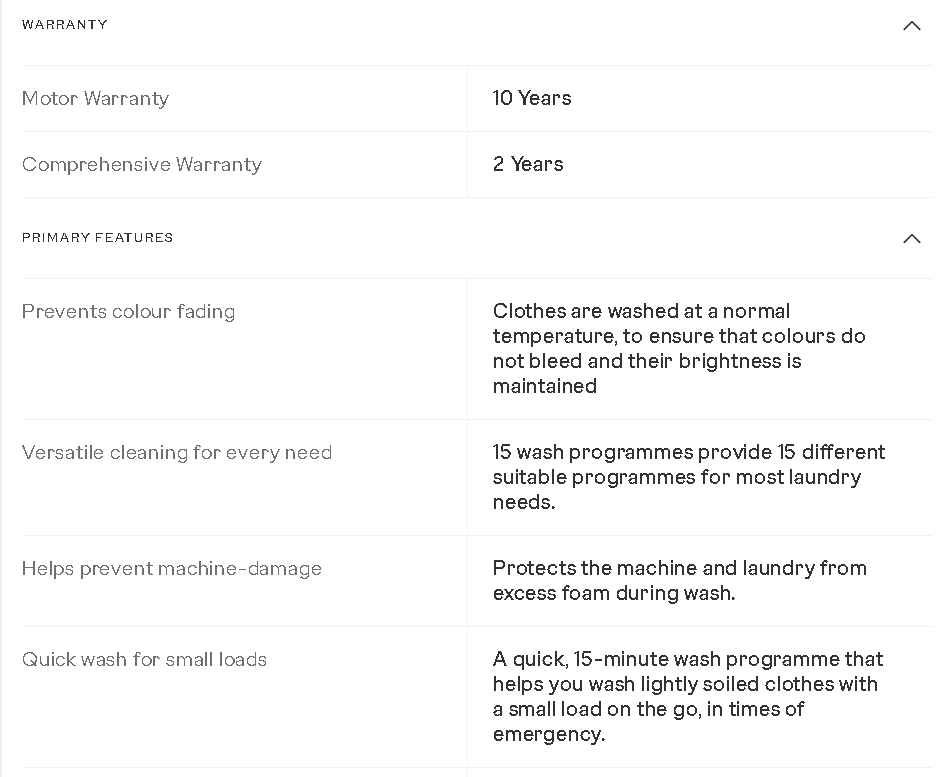 WARRANTY
Motor Warranty
10 Years
Comprehensive Warranty
2 Years
PRIMARY FEATURES
Prevents colour fading
Clothes are washed at a normal
temperature, to ensure that colours do
not bleed and their brightness is
maintained
Versatile cleaning for every need
15 wash programmes provide 15 different
suitable programmes for most laundry
needs.
Helps prevent machine-damage
Protects the machine and laundry from
excess foam during wash.
Quick wash for small loads
A quick, 15-minute wash programme that
helps you wash lightly soiled clothes with
a small load on the go, in times of
emergency.